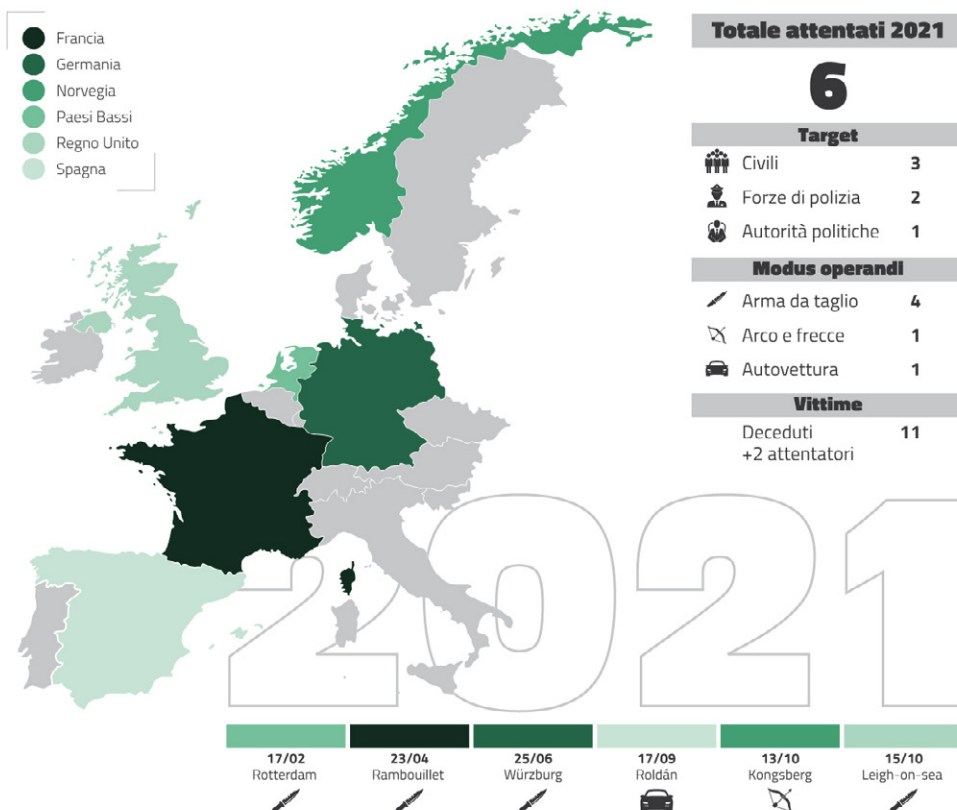 Francia
Germania
Norvegia
Paesi Bassi
Regno Unito
Spagna
Totale attentati 2021
6
Target
Civili 3
Forze di polizia 2
Autorità politiche 1
Modus operandi
Arma da taglio 4
Arco e frecce 1
Autovettura 1
Vittime
Deceduti 11
+2 attentatori
2021
17/02
Rotterdam
23/04
Rambouillet
25/06
Würzburg
17/09
Roldán
13/10
Kongsberg
15/10
Leigh-on-sea